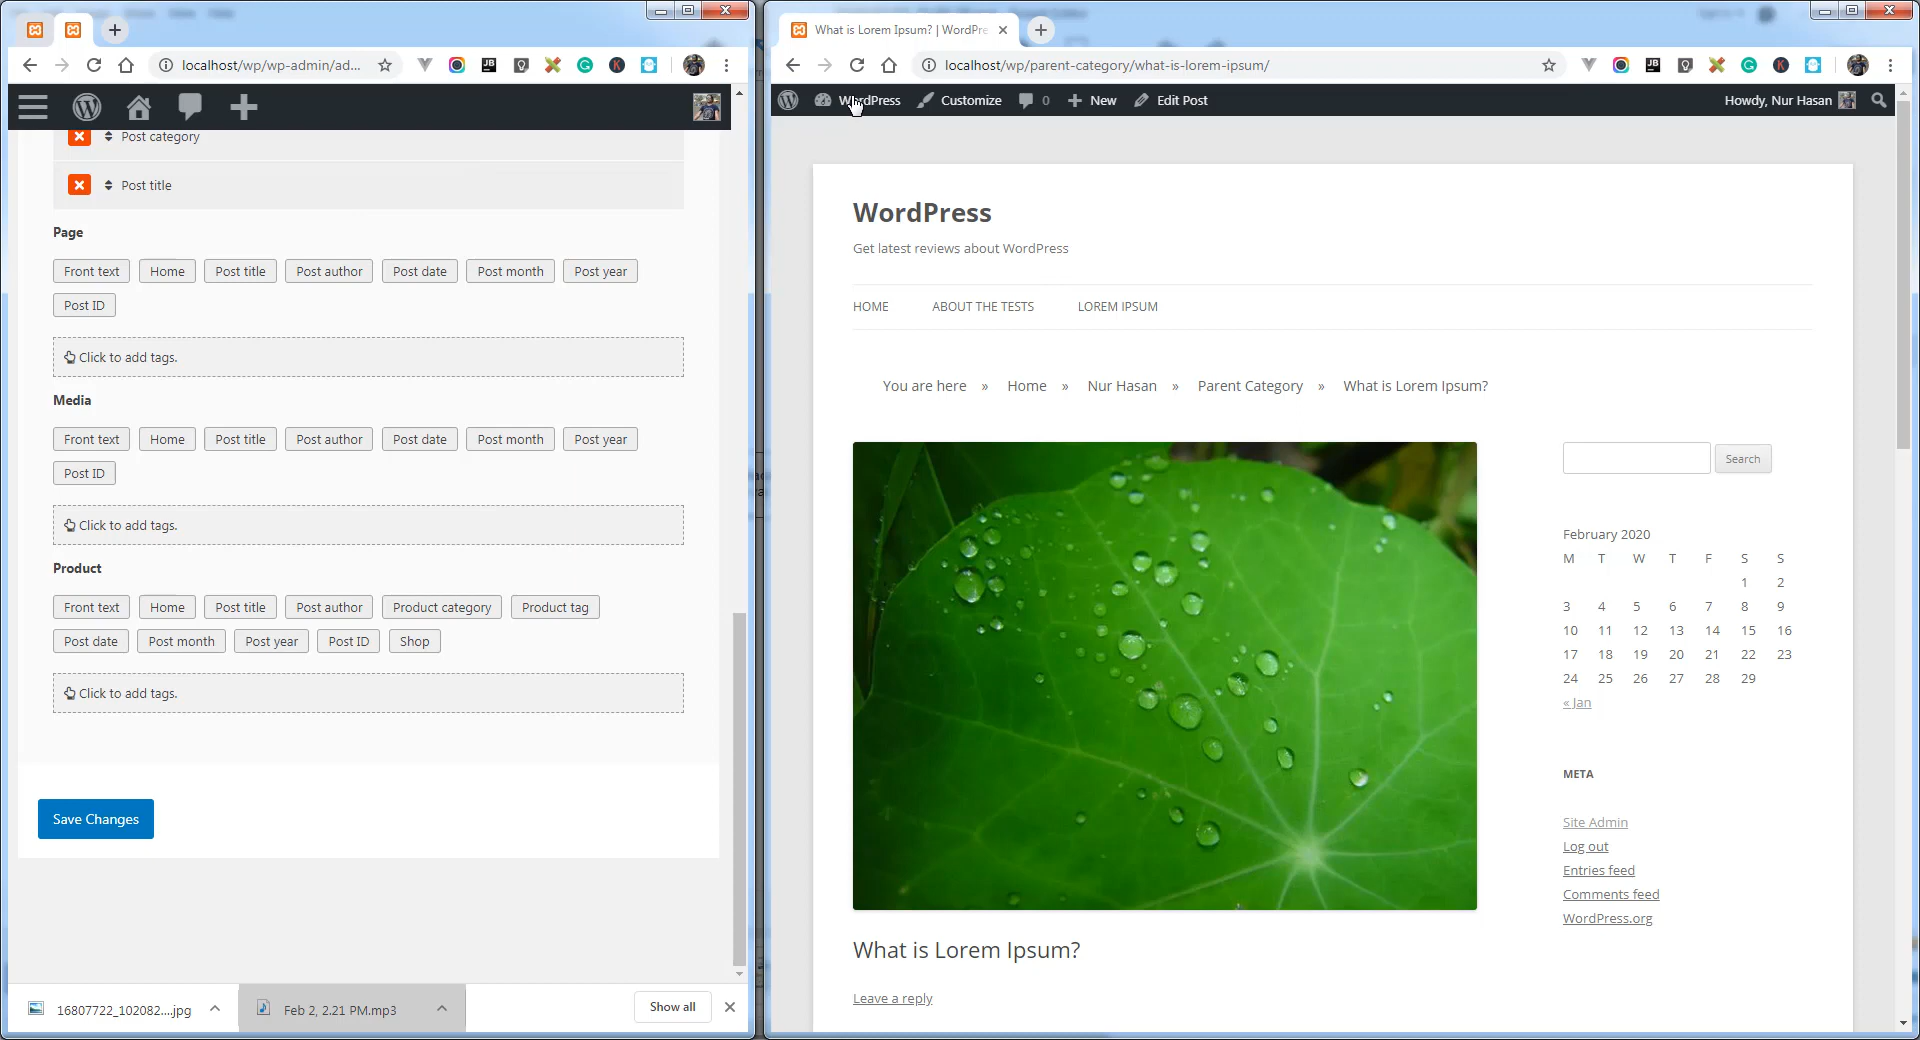 localhost/wp/wp-admin/ad...
Post category
Post title
Page
Front text Home Post title Post author Post date Post month Post year
Post ID
Click to add tags.
Media
Front text Home Post title Post author Post date Post month Post year
Post ID
Click to add tags.
Product
Front text Home Post title Post author Product category Product tag
Post date Post month Post year Post ID Shop
Click to add tags.
Save Changes
16807722_102082....jpg
Feb 2, 2.21 PM.mp3
Show all
What is Lorem Ipsum? | WordPre
localhost/wp/parent-category/what-is-lorem-ipsum/
WordPress Customize 0 New Edit Post Howdy, Nur Hasan
WordPress
Get latest reviews about WordPress
HOME ABOUT THE TESTS LOREM IPSUM
You are here » Home » Nur Hasan » Parent Category » What is Lorem Ipsum?
Search
February 2020
M T W T F S S
1 2
3 4 5 6 7 8 9
10 11 12 13 14 15 16
17 18 19 20 21 22 23
24 25 26 27 28 29
« Jan
META
Site Admin
Log out
Entries feed
Comments feed
WordPress.org
What is Lorem Ipsum?
Leave a reply